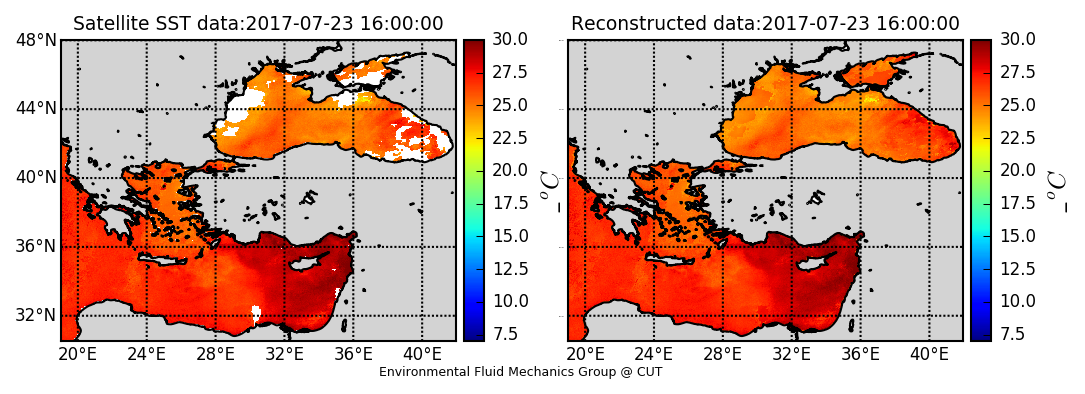 Satellite SST data:2017-07-23 16:00:00
48°N
44°N
40°N
36°N
32°N
20°E 24°E 28°E 32°E 36°E 40°E
30.0
27.5
25.0
22.5
20.0
17.5
15.0
12.5
10.0
7.5
°C
Reconstructed data:2017-07-23 16:00:00
20°E 24°E 28°E 32°E 36°E 40°E
30.0
27.5
25.0
22.5
20.0
17.5
15.0
12.5
10.0
7.5
°C
Environmental Fluid Mechanics Group @ CUT